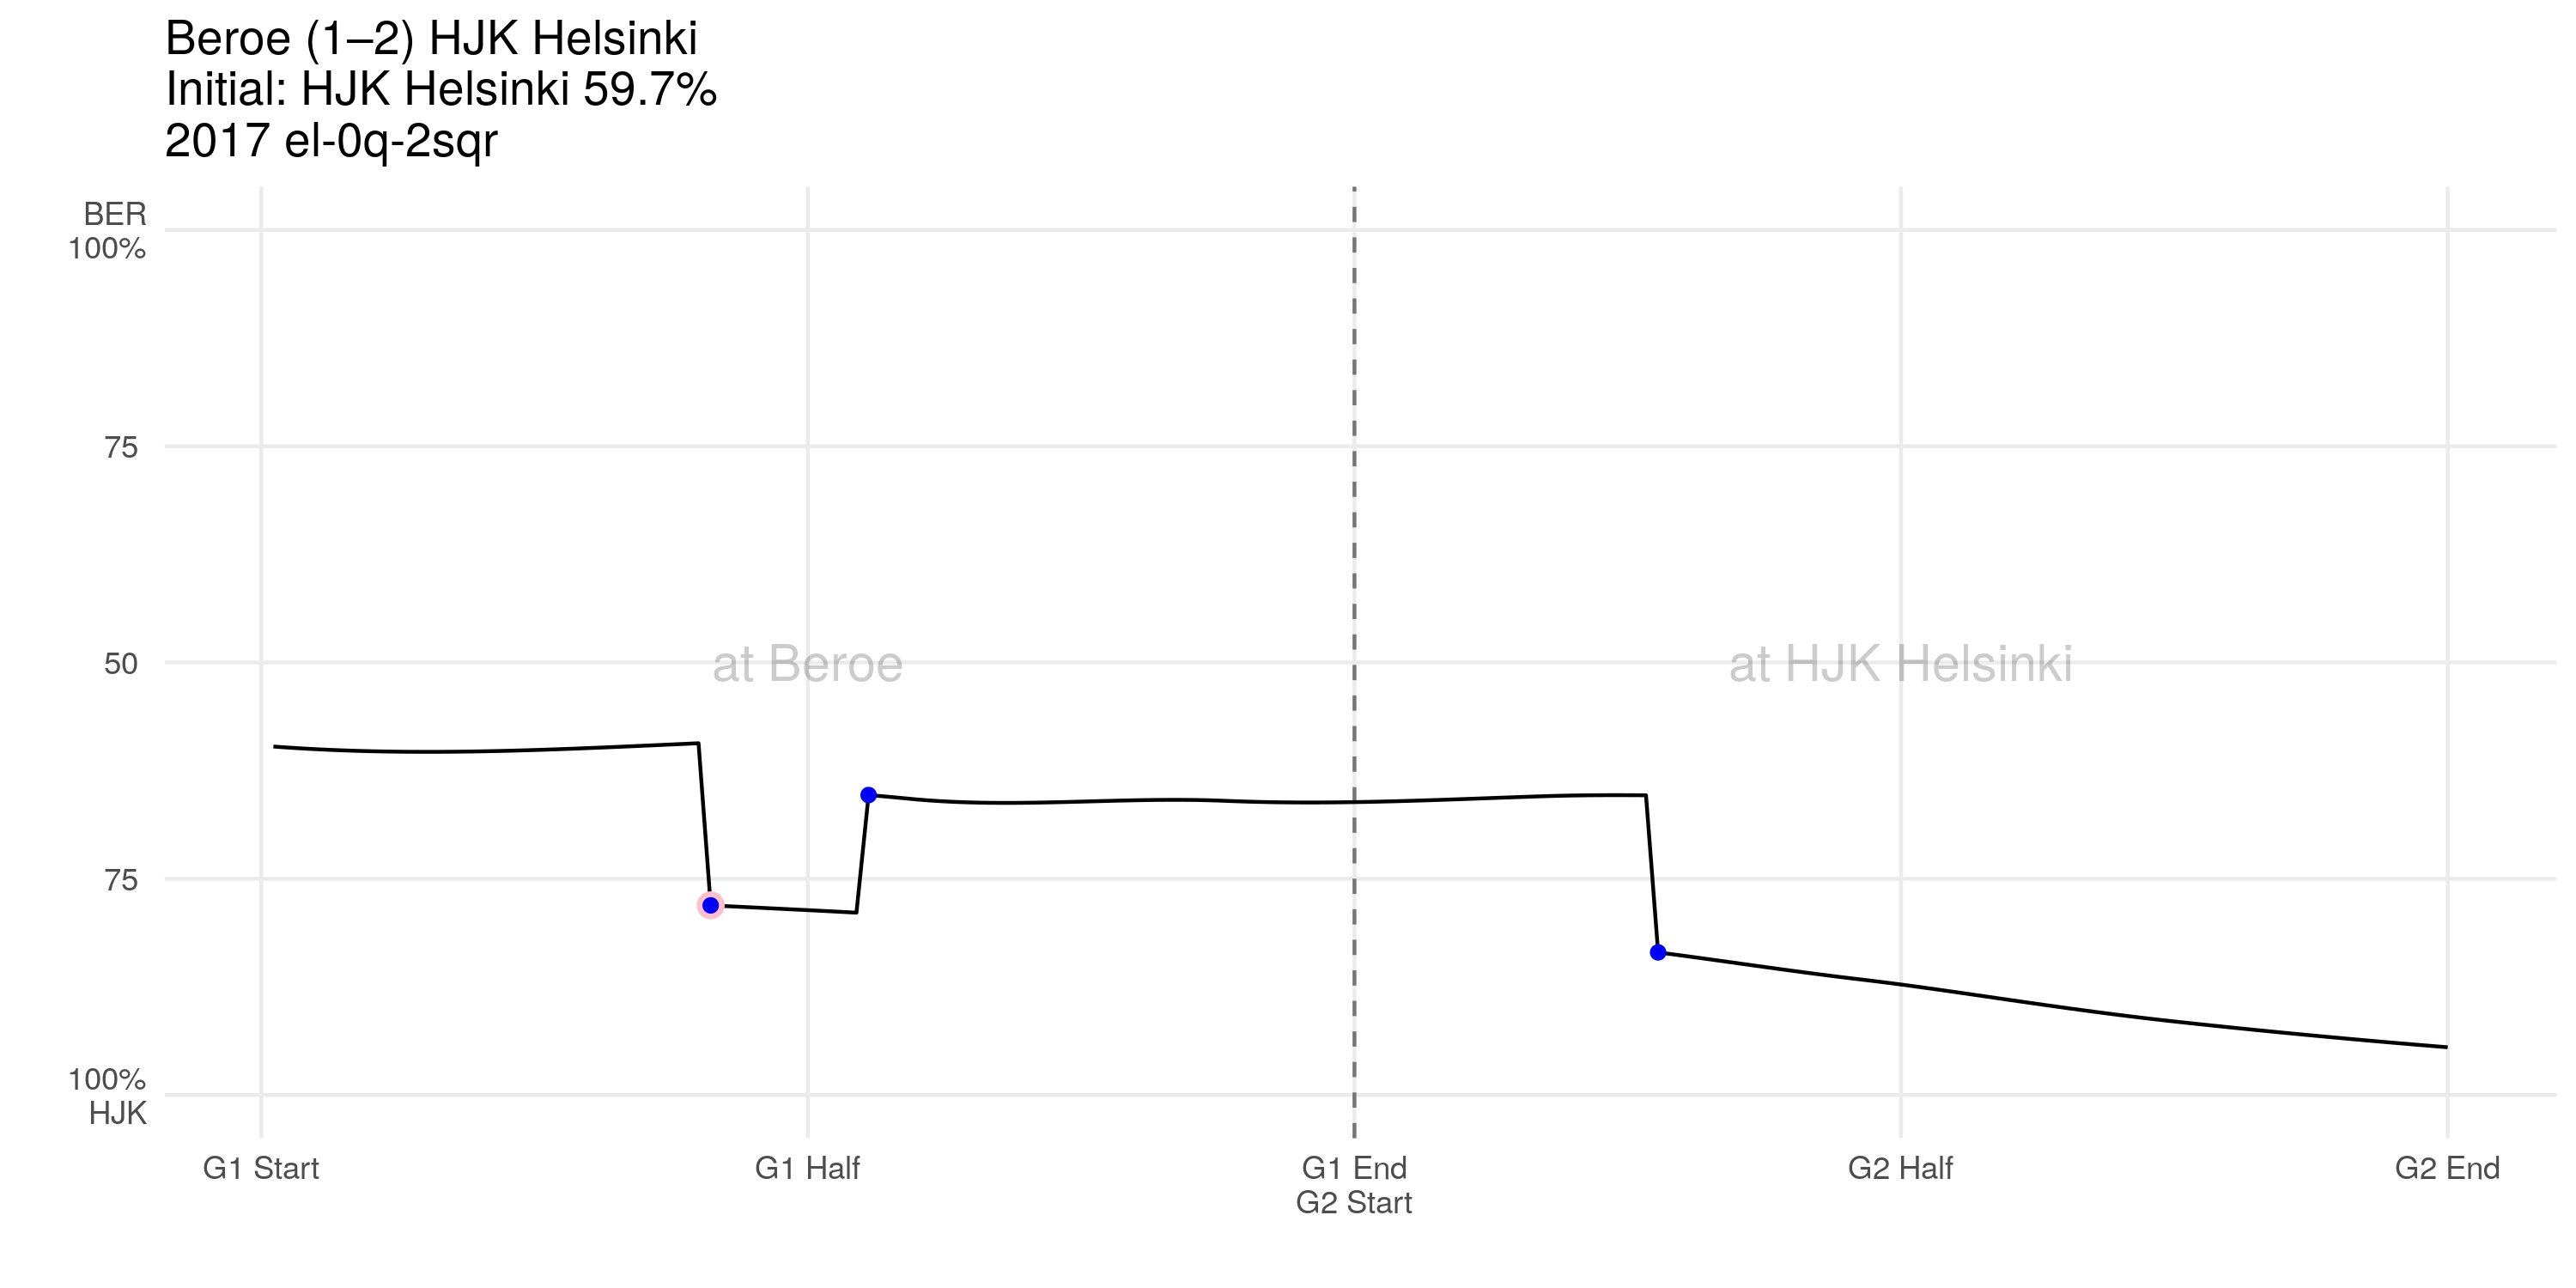 Beroe (1–2) HJK Helsinki
Initial: HJK Helsinki 59.7%
2017 el-0q-2sqr
BER
100%
75
50
75
100%
HJK
at Beroe
at HJK Helsinki
G1 Start
G1 Half
G1 End
G2 Start
G2 Half
G2 End